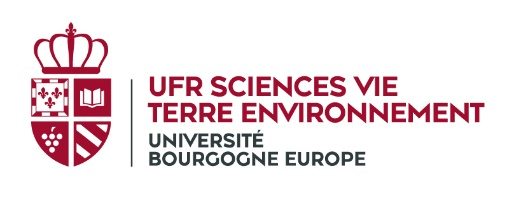 UFR SCIENCES VIE
TERRE ENVIRONNEMENT
UNIVERSITÉ
BOURGOGNE EUROPE